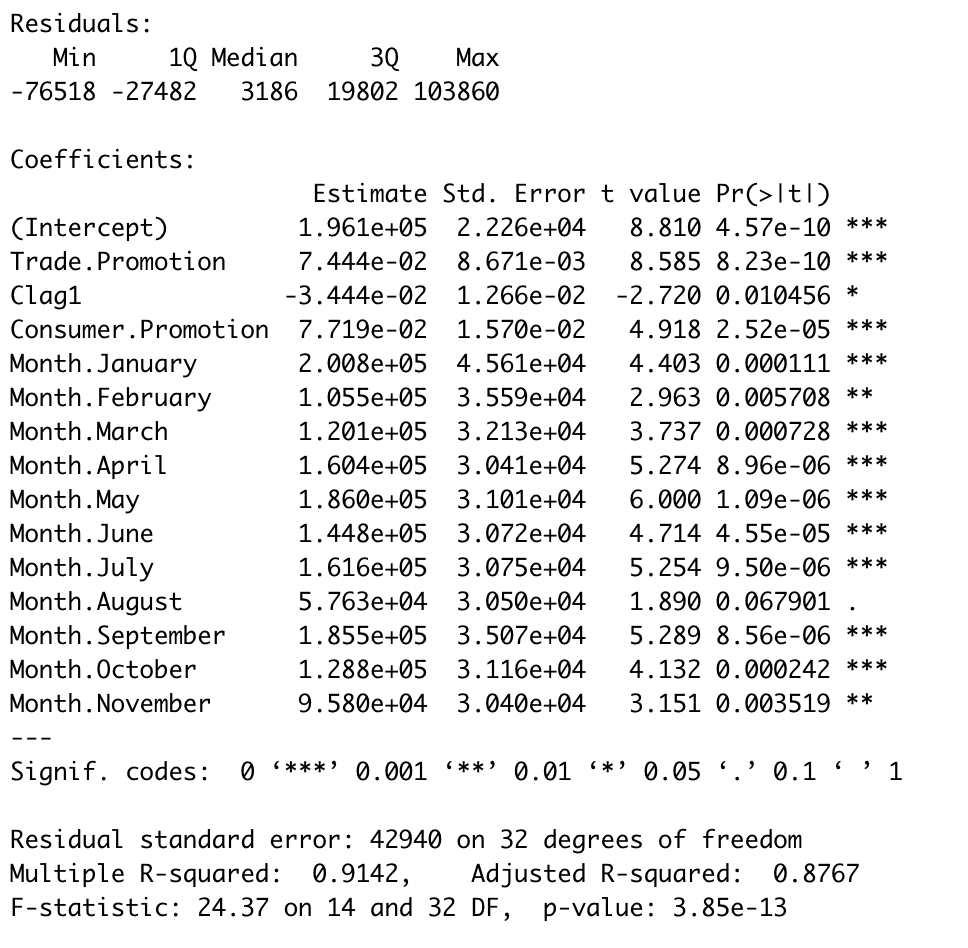 Residuals:
   Min     1Q Median     3Q    Max
-76518 -27482   3186  19802 103860
Coefficients:
                     Estimate Std. Error t value Pr(>|t|)
(Intercept)         1.961e+05  2.226e+04   8.810 4.57e-10 ***
Trade.Promotion     7.444e-02  8.671e-03   8.585 8.23e-10 ***
Clag1              -3.444e-02  1.266e-02  -2.720 0.010456 *
Consumer.Promotion  7.719e-02  1.570e-02   4.918 2.52e-05 ***
Month.January       2.008e+05  4.561e+04   4.403 0.000111 ***
Month.February      1.055e+05  3.559e+04   2.963 0.005708 **
Month.March         1.201e+05  3.213e+04   3.737 0.000728 ***
Month.April         1.604e+05  3.041e+04   5.274 8.96e-06 ***
Month.May           1.860e+05  3.101e+04   6.000 1.09e-06 ***
Month.June          1.448e+05  3.072e+04   4.714 4.55e-05 ***
Month.July          1.616e+05  3.075e+04   5.254 9.50e-06 ***
Month.August        5.763e+04  3.050e+04   1.890 0.067901 .
Month.September     1.855e+05  3.507e+04   5.289 8.56e-06 ***
Month.October       1.288e+05  3.116e+04   4.132 0.000242 ***
Month.November      9.580e+04  3.040e+04   3.151 0.003519 **
---
Signif. codes:  0 ‘***’ 0.001 ‘**’ 0.01 ‘*’ 0.05 ‘.’ 0.1 ‘ ’ 1
Residual standard error: 42940 on 32 degrees of freedom
Multiple R-squared:  0.9142,    Adjusted R-squared:  0.8767
F-statistic: 24.37 on 14 and 32 DF,  p-value: 3.85e-13